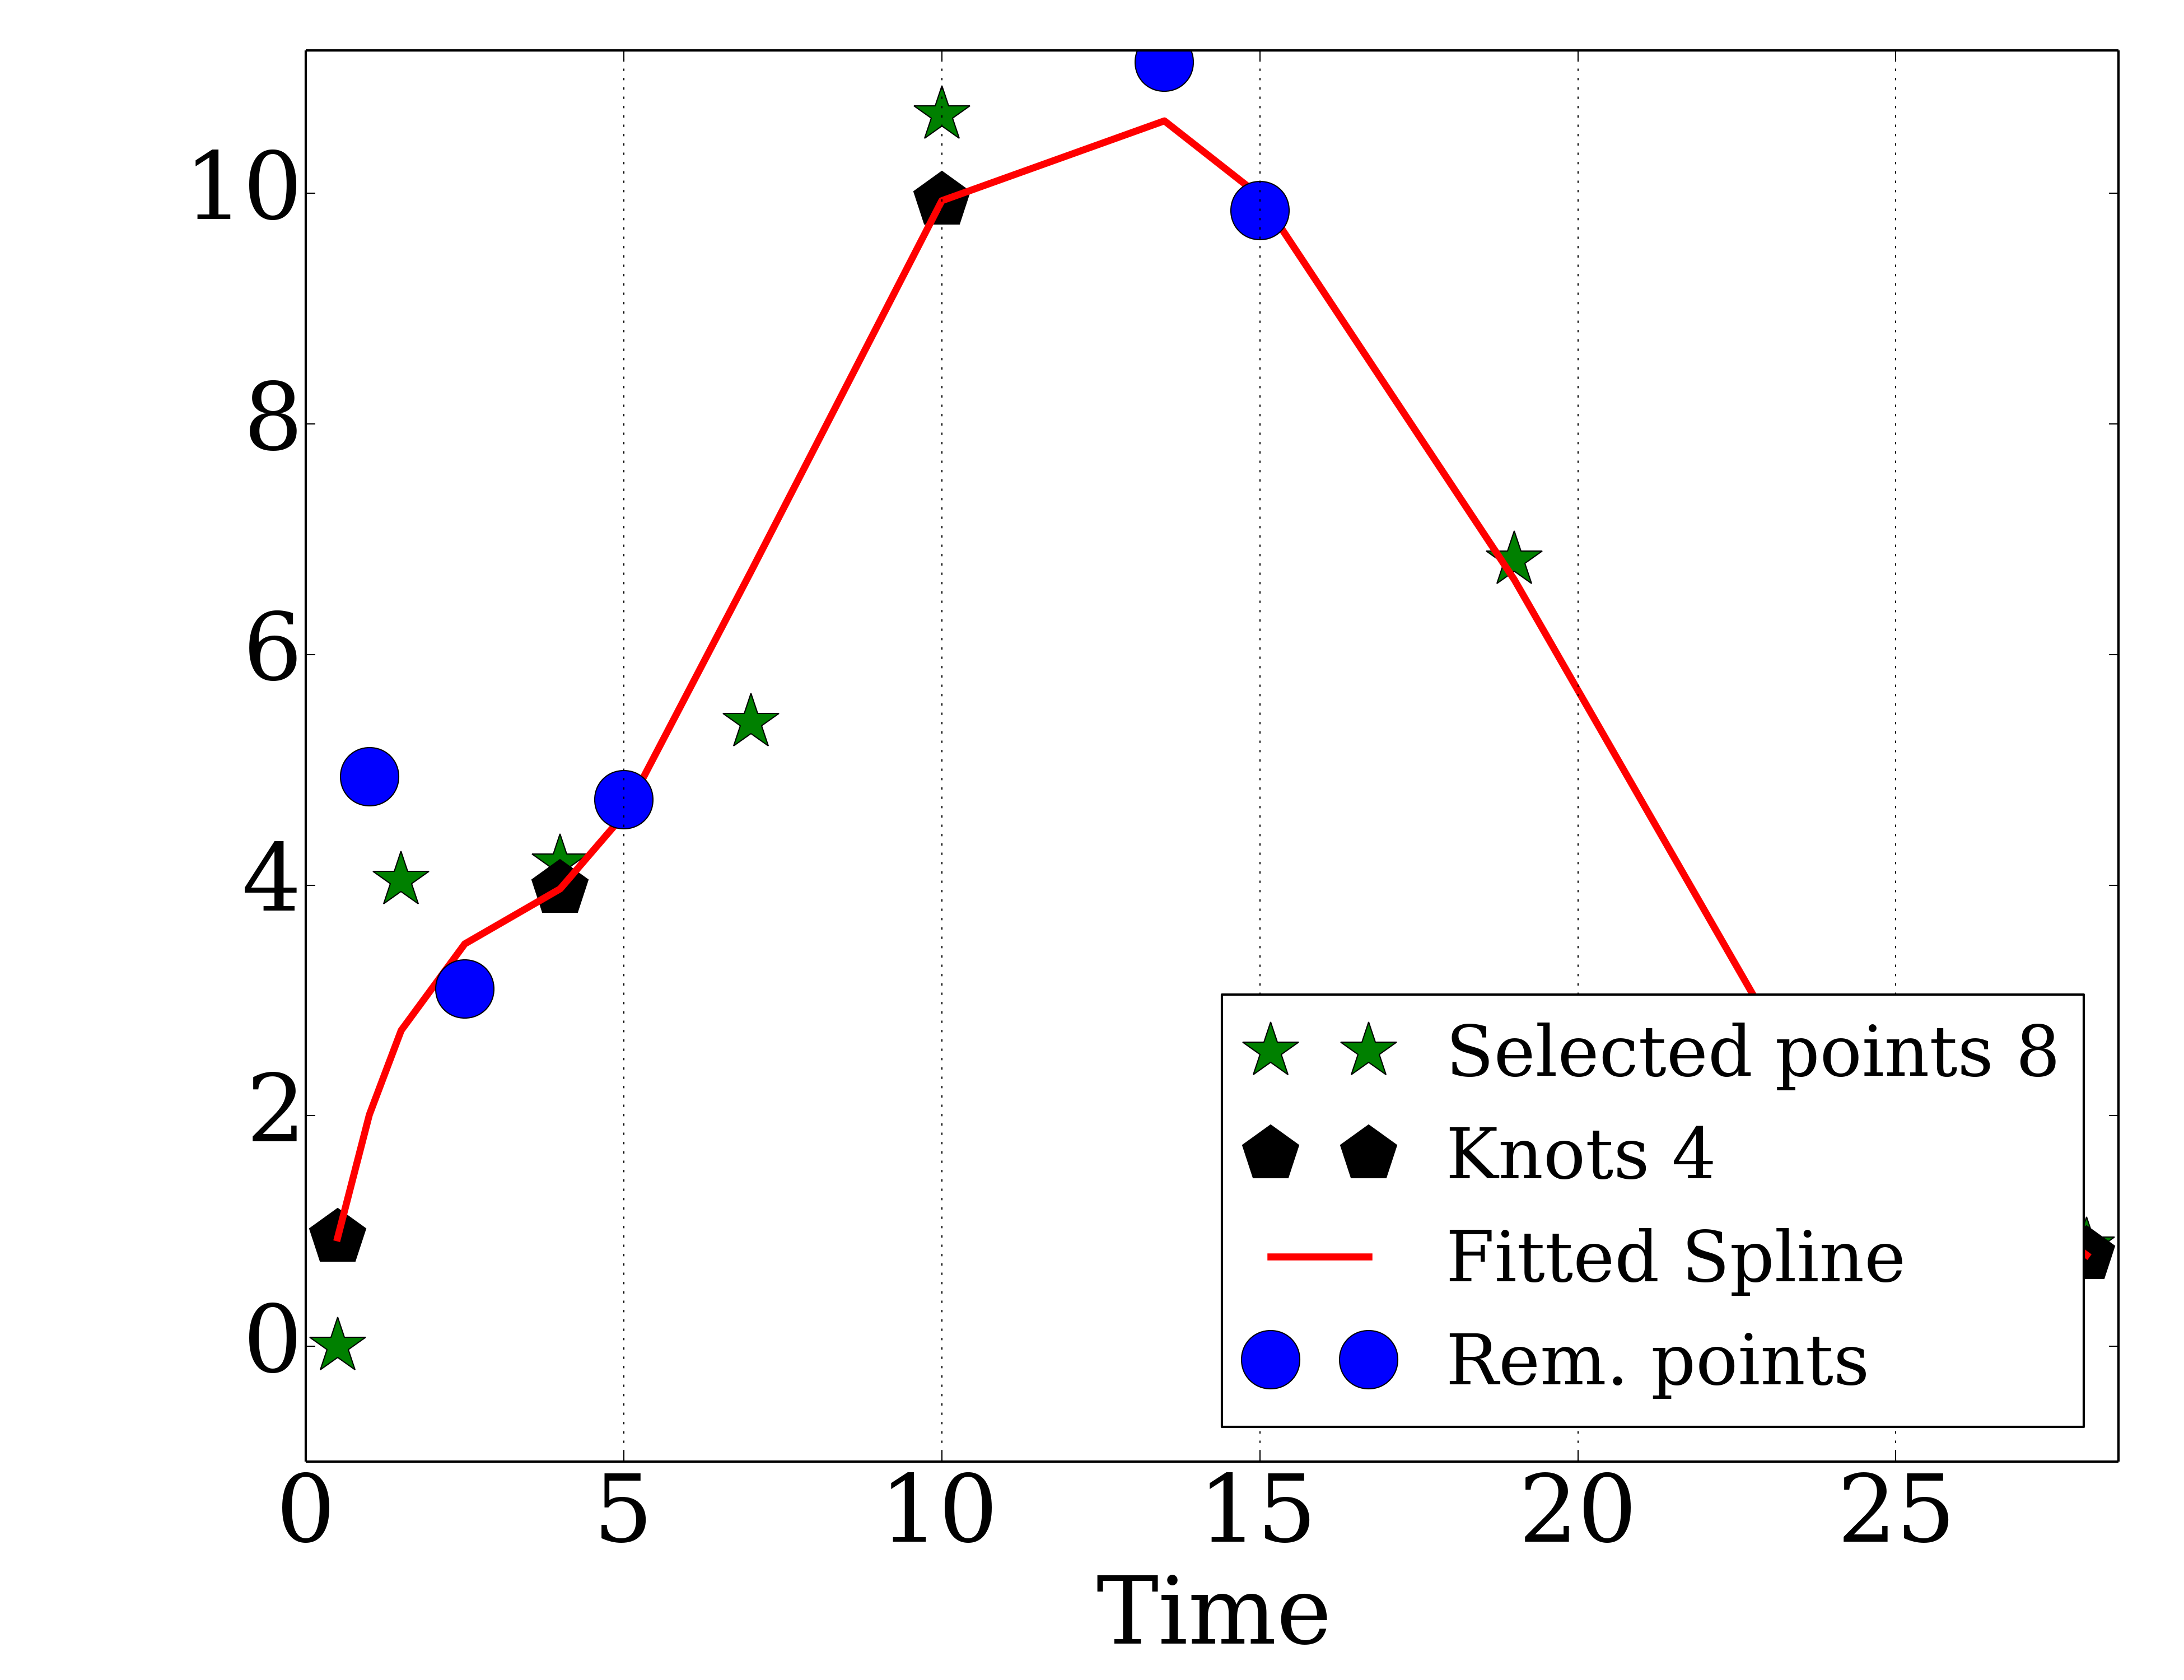 10
8
6
4
2
0
Selected points 8
Knots 4
Fitted Spline
Rem. points
0 5 10 15 20 25
Time